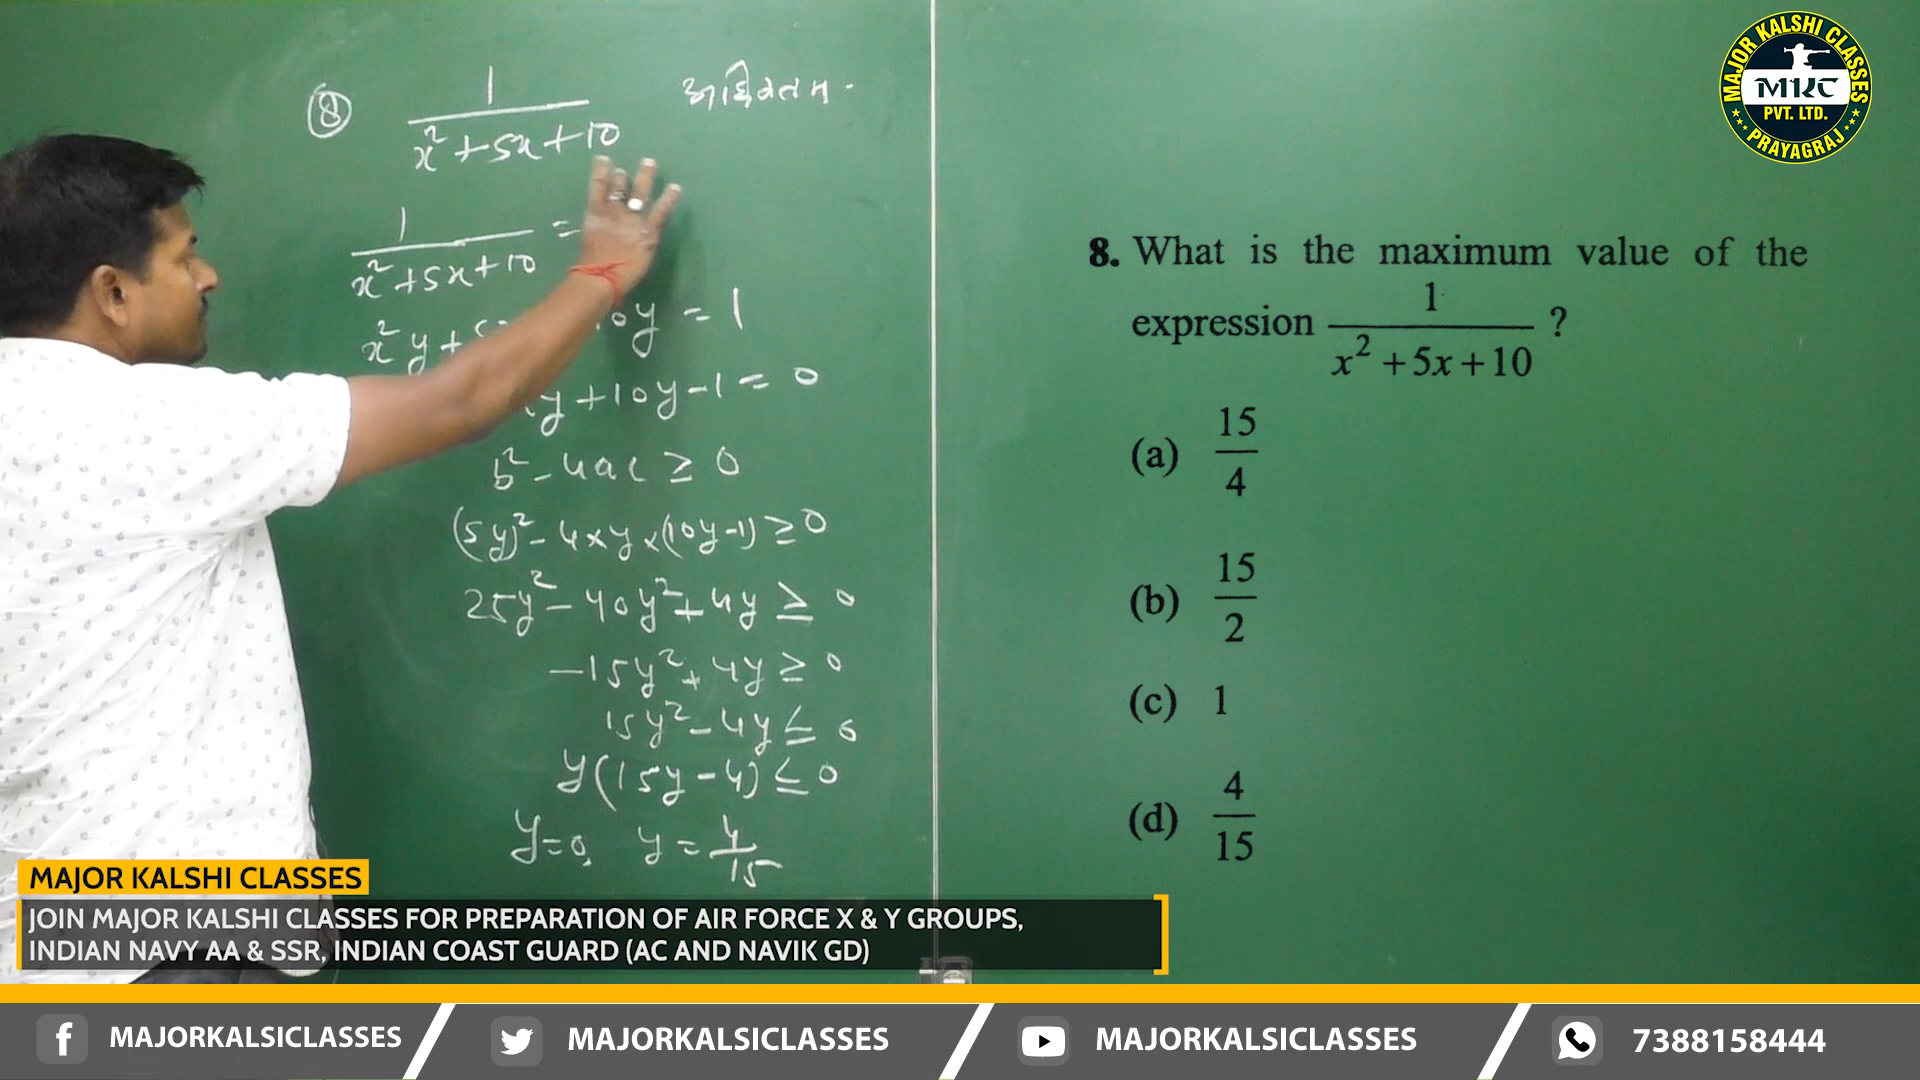 ⑧ 1/(x²+5x+10) अधिकतम.
1/(x²+5x+10) =
x²y+5 10y = 1
y+10y-1 = 0
b²-4ac ≥ 0
(5y)²-4×y×(10y-1) ≥ 0
25y²-40y²+4y ≥ 0
-15y²+4y ≥ 0
15y²-4y ≤ 0
y(15y-4) ≤ 0
y=0, y=4/15
MAJOR KALSHI CLASSES
MKC
PVT. LTD.
PRAYAGRAJ
8. What is the maximum value of the
expression 1/(x²+5x+10) ?
(a) 15/4
(b) 15/2
(c) 1
(d) 4/15
MAJOR KALSHI CLASSES
JOIN MAJOR KALSHI CLASSES FOR PREPARATION OF AIR FORCE X & Y GROUPS,
INDIAN NAVY AA & SSR, INDIAN COAST GUARD (AC AND NAVIK GD)
MAJORKALSICLASSES MAJORKALSICLASSES MAJORKALSICLASSES 7388158444